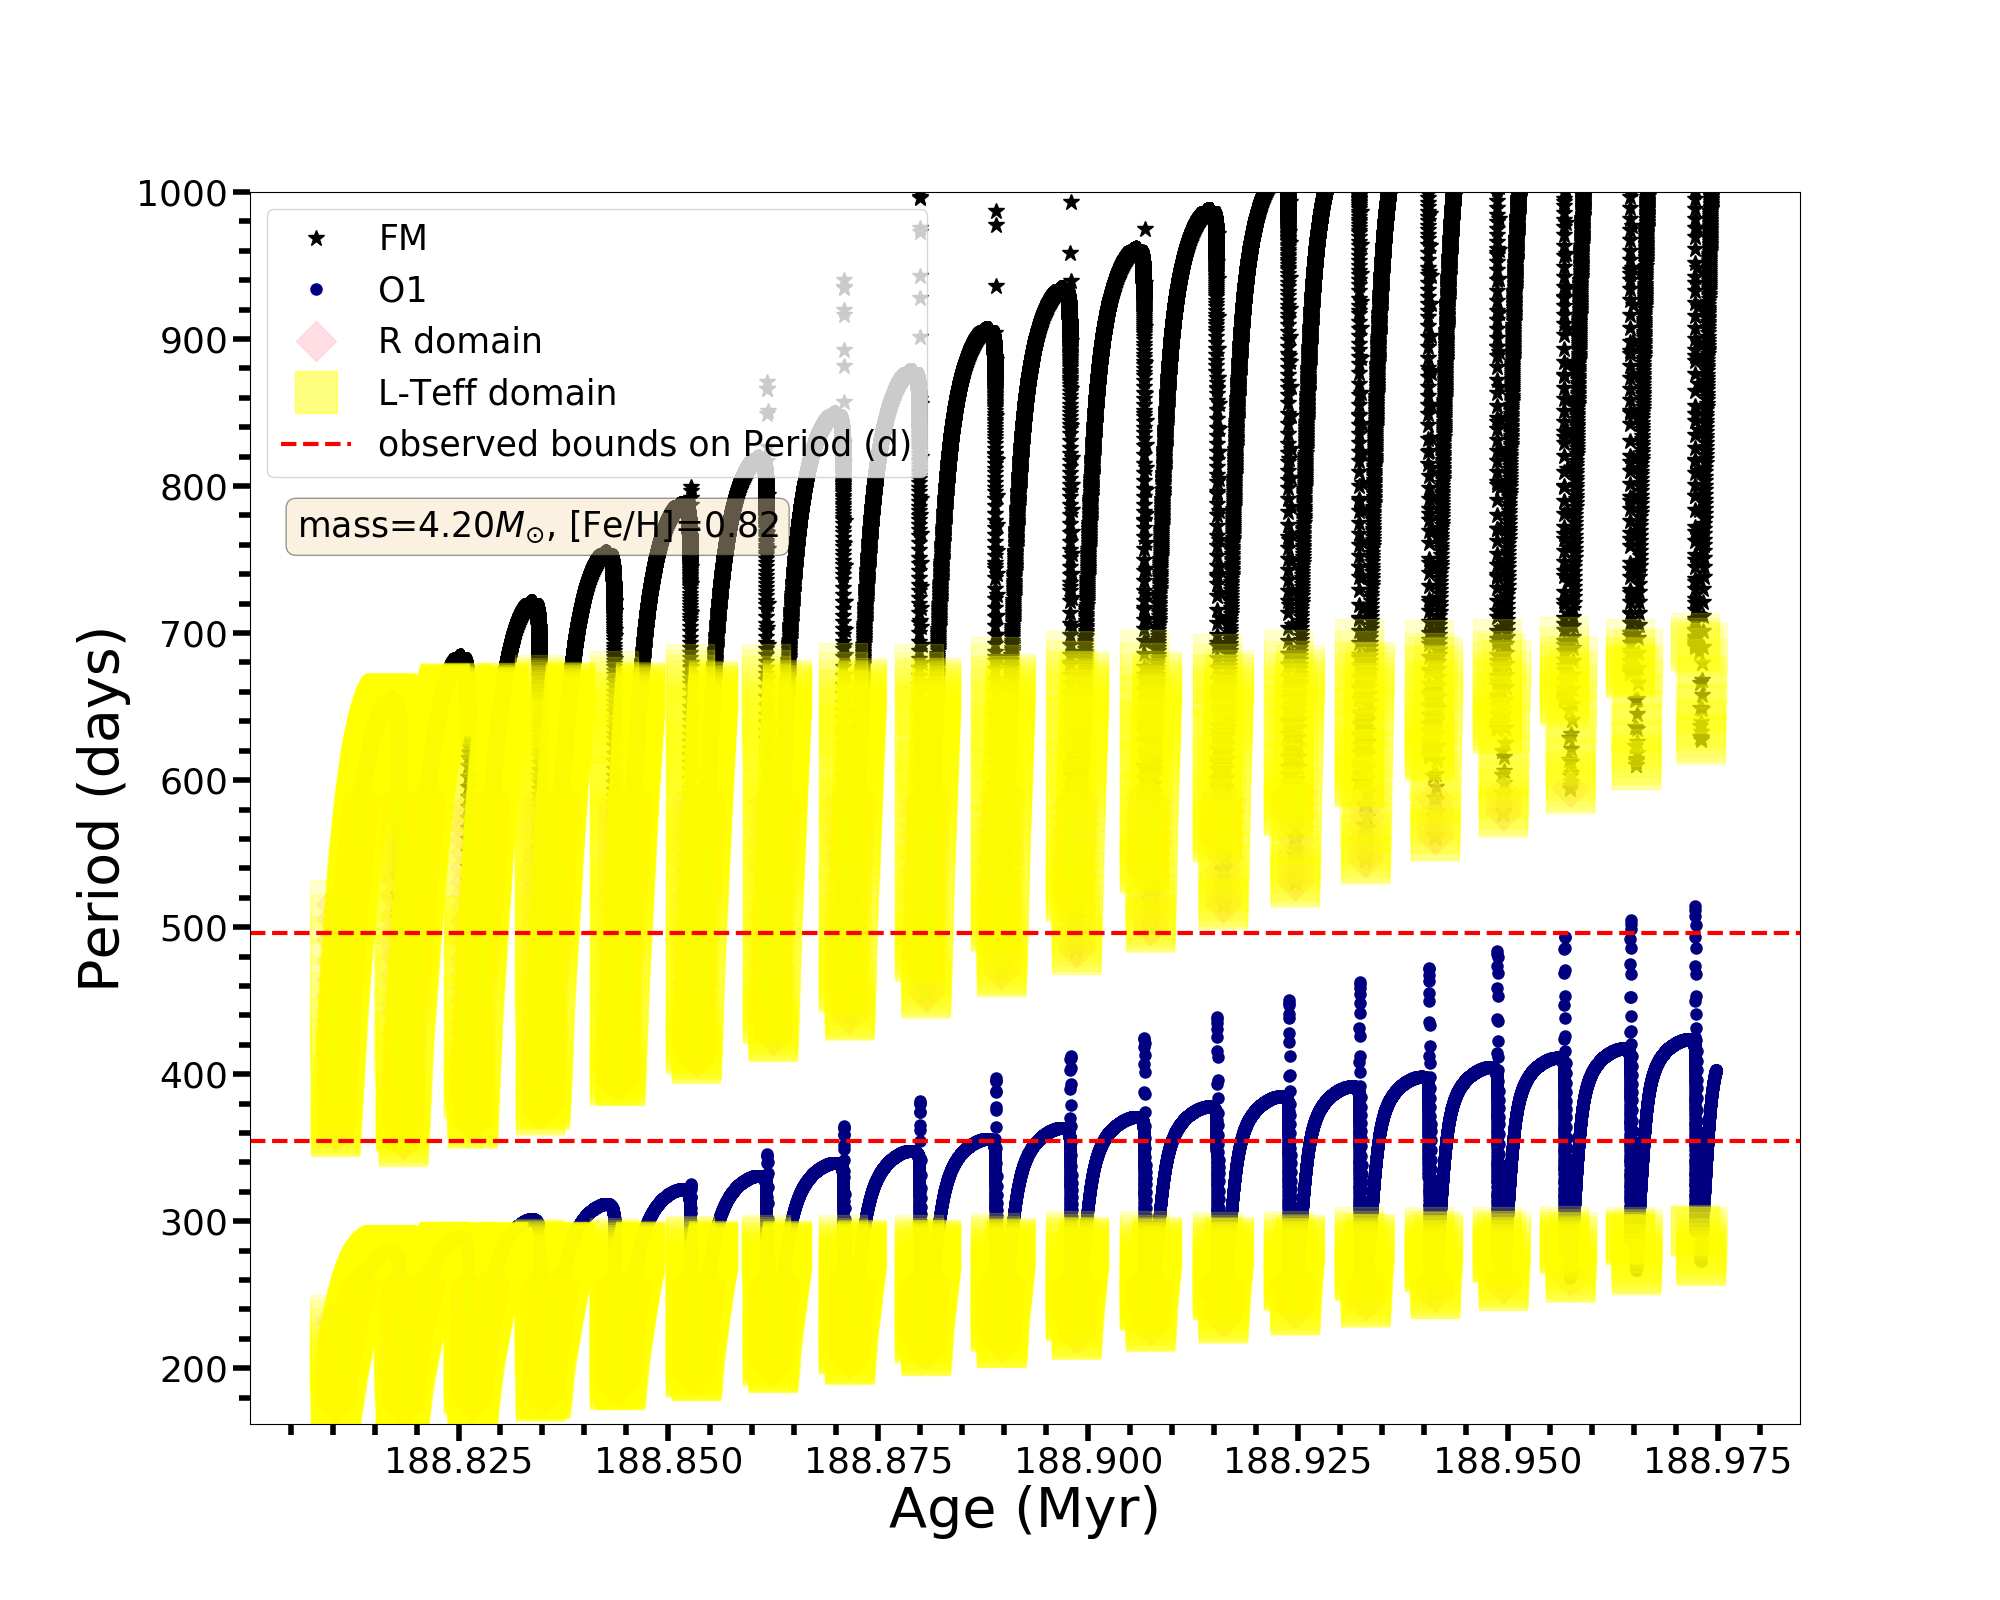 1000
900
800
700
600
500
400
300
200
Period (days)
FM
O1
R domain
L-Teff domain
observed bounds on Period (d)
mass=4.20M☉, [Fe/H]=0.82
188.825 188.850 188.875 188.900 188.925 188.950 188.975
Age (Myr)